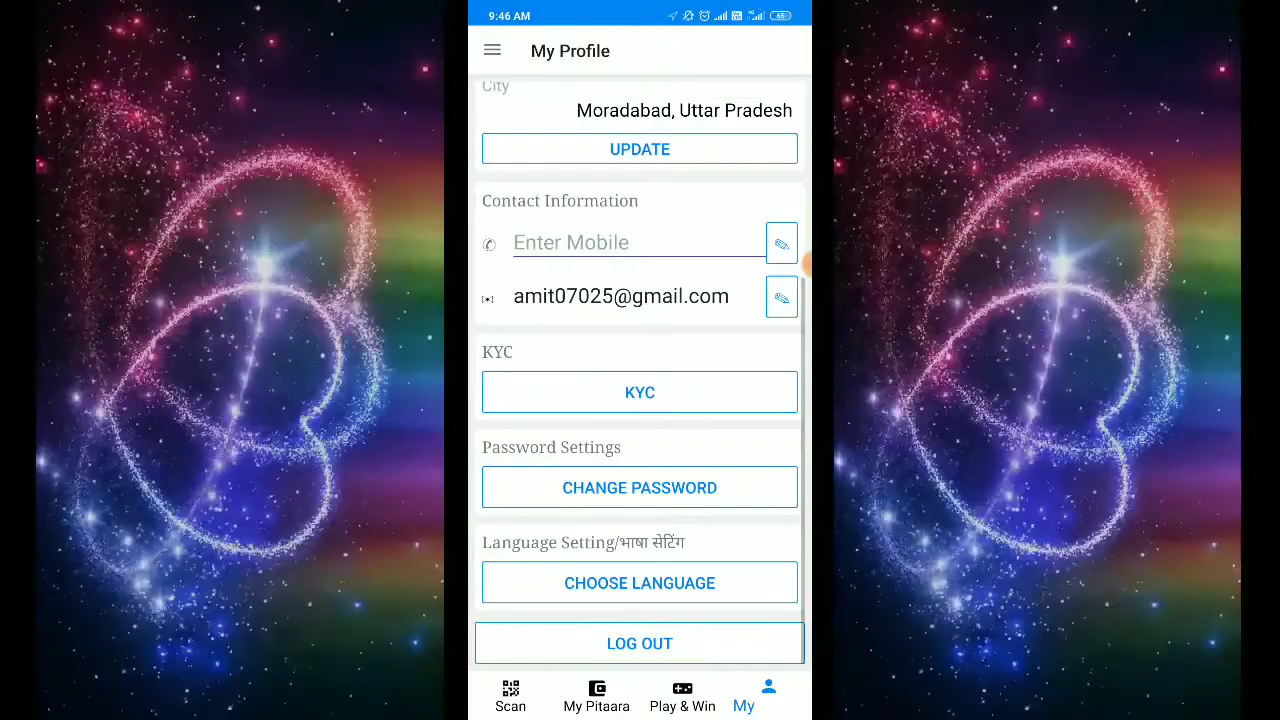 9:46 AM
65
My Profile
City
Moradabad, Uttar Pradesh
UPDATE
Contact Information
Enter Mobile
amit07025@gmail.com
KYC
KYC
Password Settings
CHANGE PASSWORD
Language Setting/भाषा सेटिंग
CHOOSE LANGUAGE
LOG OUT
Scan My Pitaara Play & Win My